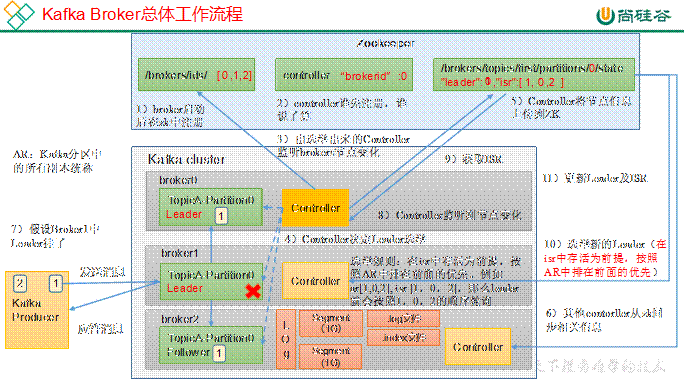 Kafka Broker总体工作流程
尚硅谷
Zookeeper
/brokers/ids/ [0,1,2]
controller "brokerid" :0
/brokers/topics/first/partitions/0/state
"leader": ,"isr":[ 1, 0,2 ]
1）broker启动
后在zk中注册
2）controller谁先注册，谁
说了算
5）Controller将节点信息
上传到ZK
3）由选举出来的Controller
监听brokers节点变化
AR：Kafka分区中
的所有副本统称
Kafka cluster
9）获取ISR
broker0
TopicA-Partition0
Leader 1
Controller
8）Controller监听到节点变化
11）更新Leader及ISR
7）假设Broker1中
Leader挂了
4）Controller决定Leader选举
broker1
TopicA-Partition0
Leader
Controller
选举规则：在isr中存活为前提，按
照AR中排在前面的优先。例如
ar[1,0,2],isr[1，0，2]，那么leader
就会按照1，0，2的顺序轮询
10）选举新的Leader（在
isr中存活为前提，按照
AR中排在前面的优先）
发送消息
2 1
Kafka
Producer
应答消息
broker2
TopicA-Partition0
Follower 1
Log
Segment
(1G)
.log文件
.index文件
Segment
(1G)
Controller
6）其他controller从zk同
步相关信息